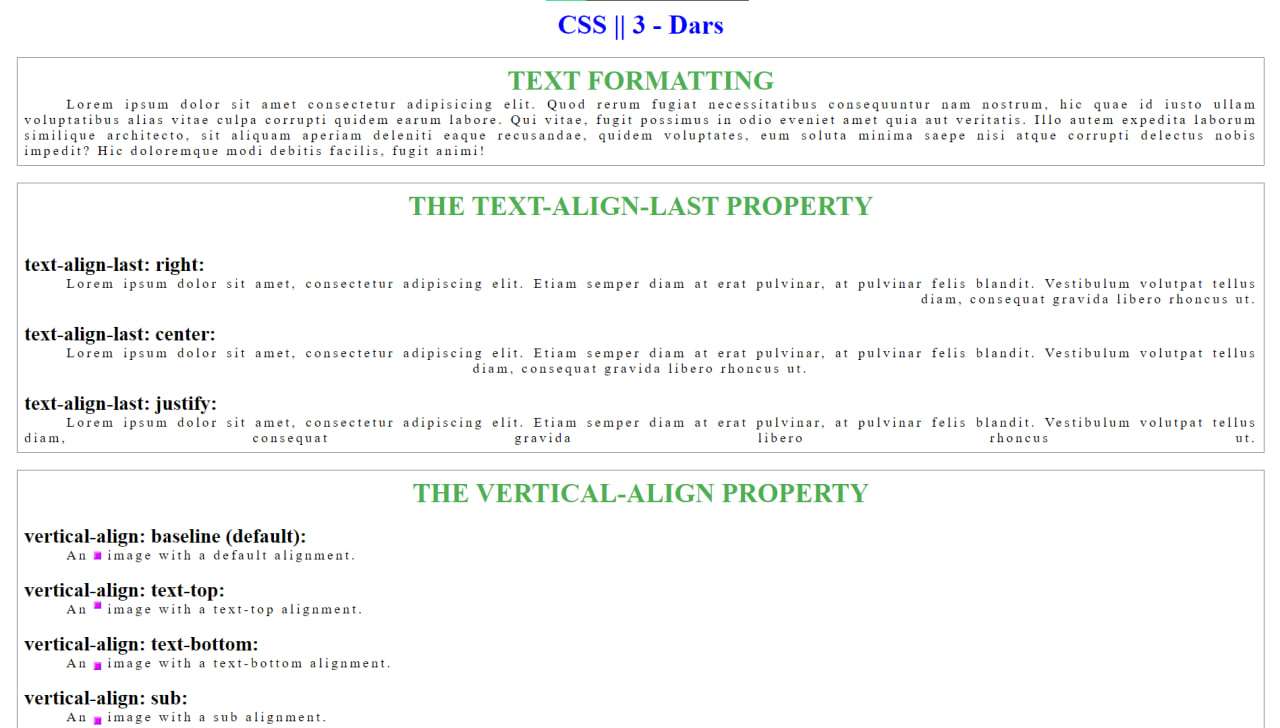 CSS || 3 - Dars
TEXT FORMATTING
Lorem ipsum dolor sit amet consectetur adipisicing elit. Quod rerum fugiat necessitatibus consequuntur nam nostrum, hic quae id iusto ullam
voluptatibus alias vitae culpa corrupti quidem earum labore. Qui vitae, fugit possimus in odio eveniet amet quia aut veritatis. Illo autem expedita laborum
similique architecto, sit aliquam aperiam deleniti eaque recusandae, quidem voluptates, eum soluta minima saepe nisi atque corrupti delectus nobis
impedit? Hic doloremque modi debitis facilis, fugit animi!
THE TEXT-ALIGN-LAST PROPERTY
text-align-last: right:
Lorem ipsum dolor sit amet, consectetur adipiscing elit. Etiam semper diam at erat pulvinar, at pulvinar felis blandit. Vestibulum volutpat tellus
diam, consequat gravida libero rhoncus ut.
text-align-last: center:
Lorem ipsum dolor sit amet, consectetur adipiscing elit. Etiam semper diam at erat pulvinar, at pulvinar felis blandit. Vestibulum volutpat tellus
diam, consequat gravida libero rhoncus ut.
text-align-last: justify:
Lorem ipsum dolor sit amet, consectetur adipiscing elit. Etiam semper diam at erat pulvinar, at pulvinar felis blandit. Vestibulum volutpat tellus
diam, consequat gravida libero rhoncus ut.
THE VERTICAL-ALIGN PROPERTY
vertical-align: baseline (default):
An image with a default alignment.
vertical-align: text-top:
An image with a text-top alignment.
vertical-align: text-bottom:
An image with a text-bottom alignment.
vertical-align: sub:
An image with a sub alignment.